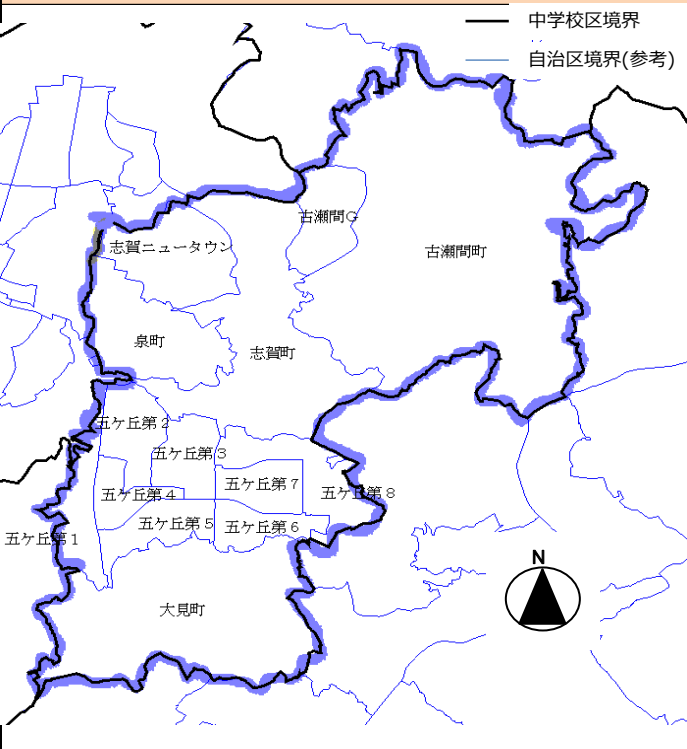 中学校区境界
自治区境界(参考)
古瀬間G
志賀ニュータウン
古瀬間町
泉町
志賀町
五ケ丘第２
五ケ丘第３
五ケ丘第７
五ケ丘第４
五ケ丘第８
五ケ丘第５
五ケ丘第６
五ケ丘第１
N
大見町